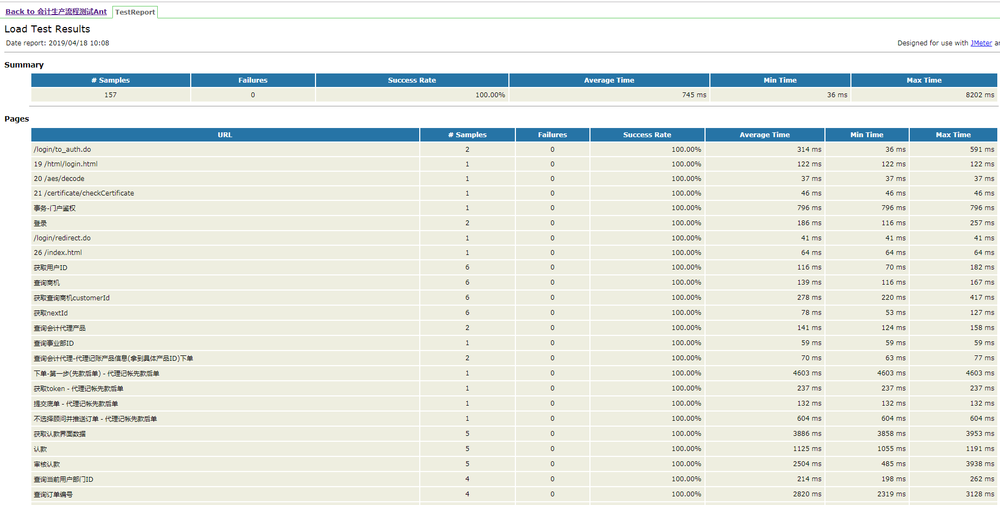 Back to 会计生产流程测试Ant TestReport
Load Test Results
Date report: 2019/04/18 10:08 Designed for use with JMeter an
Summary
# Samples Failures Success Rate Average Time Min Time Max Time
157 0 100.00% 745 ms 36 ms 8202 ms
Pages
URL # Samples Failures Success Rate Average Time Min Time Max Time
/login/to_auth.do 2 0 100.00% 314 ms 36 ms 591 ms
19 /html/login.html 1 0 100.00% 122 ms 122 ms 122 ms
20 /aes/decode 1 0 100.00% 37 ms 37 ms 37 ms
21 /certificate/checkCertificate 1 0 100.00% 46 ms 46 ms 46 ms
事务-门户鉴权 1 0 100.00% 796 ms 796 ms 796 ms
登录 2 0 100.00% 186 ms 116 ms 257 ms
/login/redirect.do 1 0 100.00% 41 ms 41 ms 41 ms
26 /index.html 1 0 100.00% 64 ms 64 ms 64 ms
获取用户ID 6 0 100.00% 116 ms 70 ms 182 ms
查询商机 6 0 100.00% 139 ms 116 ms 167 ms
获取查询商机customerId 6 0 100.00% 278 ms 220 ms 417 ms
获取nextId 6 0 100.00% 78 ms 53 ms 127 ms
查询会计代理产品 2 0 100.00% 141 ms 124 ms 158 ms
查询事业部ID 1 0 100.00% 59 ms 59 ms 59 ms
查询会计代理-代理记账产品信息(拿到具体产品ID)下单 2 0 100.00% 70 ms 63 ms 77 ms
下单-第一步(先款后单) - 代理记帐先款后单 1 0 100.00% 4603 ms 4603 ms 4603 ms
获取token - 代理记帐先款后单 1 0 100.00% 237 ms 237 ms 237 ms
提交底单 - 代理记帐先款后单 1 0 100.00% 132 ms 132 ms 132 ms
不选择顾问并推送订单 - 代理记帐先款后单 1 0 100.00% 604 ms 604 ms 604 ms
获取认款界面数据 5 0 100.00% 3886 ms 3858 ms 3953 ms
认款 5 0 100.00% 1125 ms 1055 ms 1191 ms
审核认款 5 0 100.00% 2504 ms 485 ms 3938 ms
查询当前用户部门ID 4 0 100.00% 214 ms 198 ms 262 ms
查询订单编号 4 0 100.00% 2820 ms 2319 ms 3128 ms